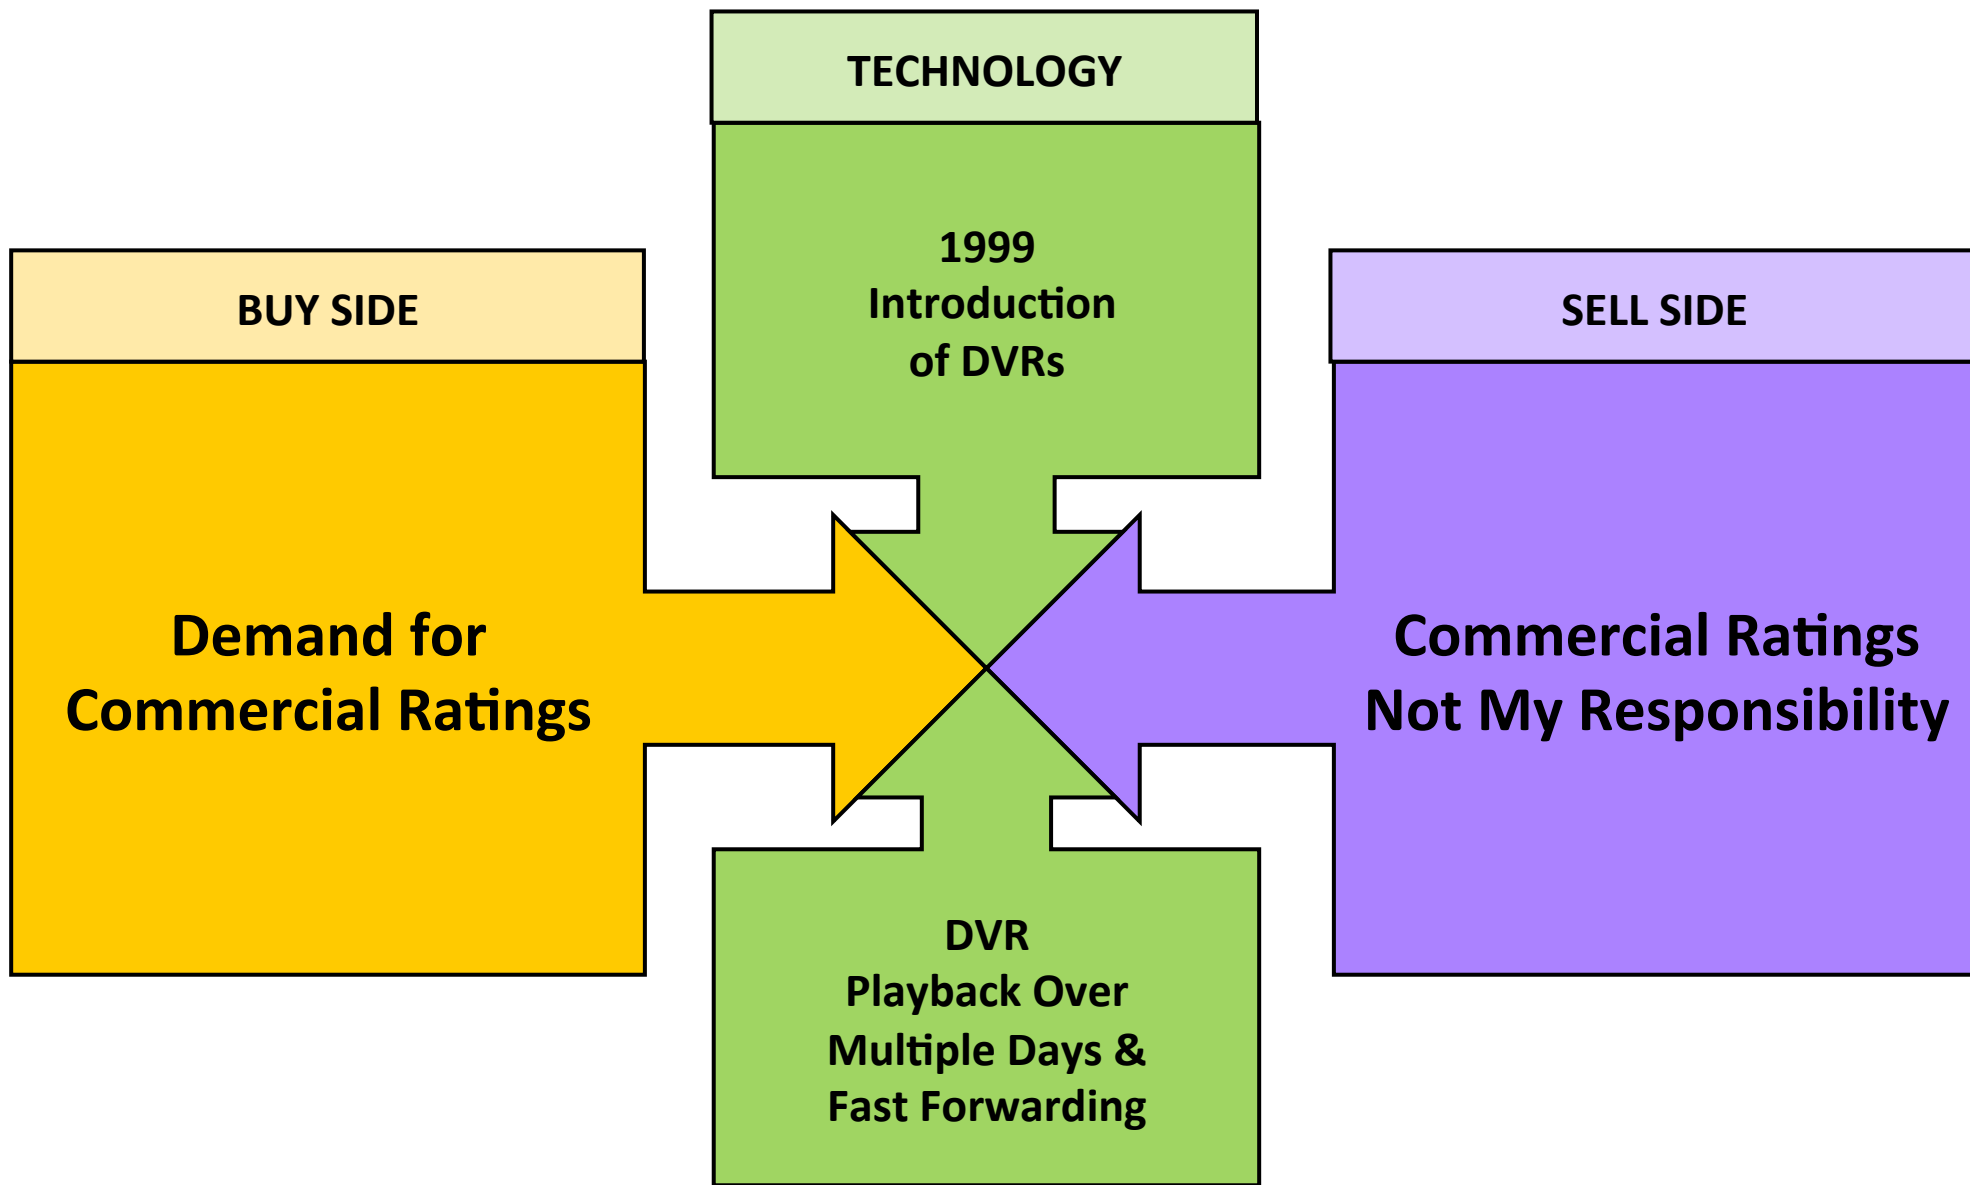 TECHNOLOGY
1999
Introduction
of DVRs
BUY SIDE
Demand for
Commercial Ratings
SELL SIDE
Commercial Ratings
Not My Responsibility
DVR
Playback Over
Multiple Days &
Fast Forwarding